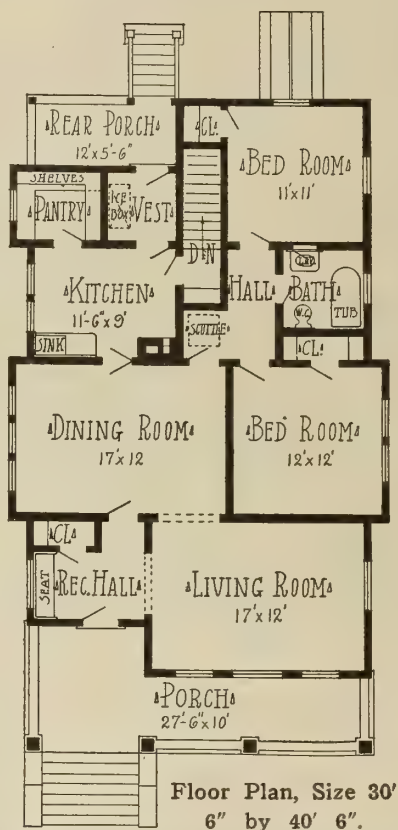 REAR PORCH
12'x5'-6"
CL.
BED ROOM
11'x11'
SHELVES
PANTRY
ICE
BOX
VEST
DN
KITCHEN
11'-6"x9'
HALL
LAV
BATH
W.C.
TUB
SINK
SCUTTLE
CL.
DINING ROOM
17'x12
BED ROOM
12'x12'
CL
SEAT
REC. HALL
LIVING ROOM
17'x12'
PORCH
27'-6"x10'
Floor Plan, Size 30'
6" by 40' 6".